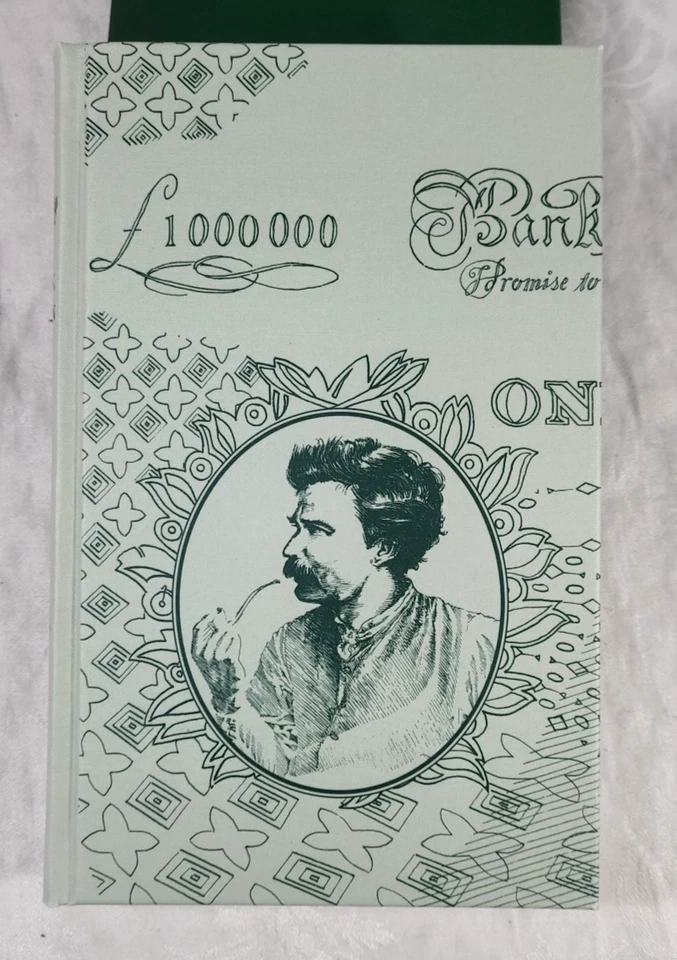 £1000000
Bank
I Promise to
ON